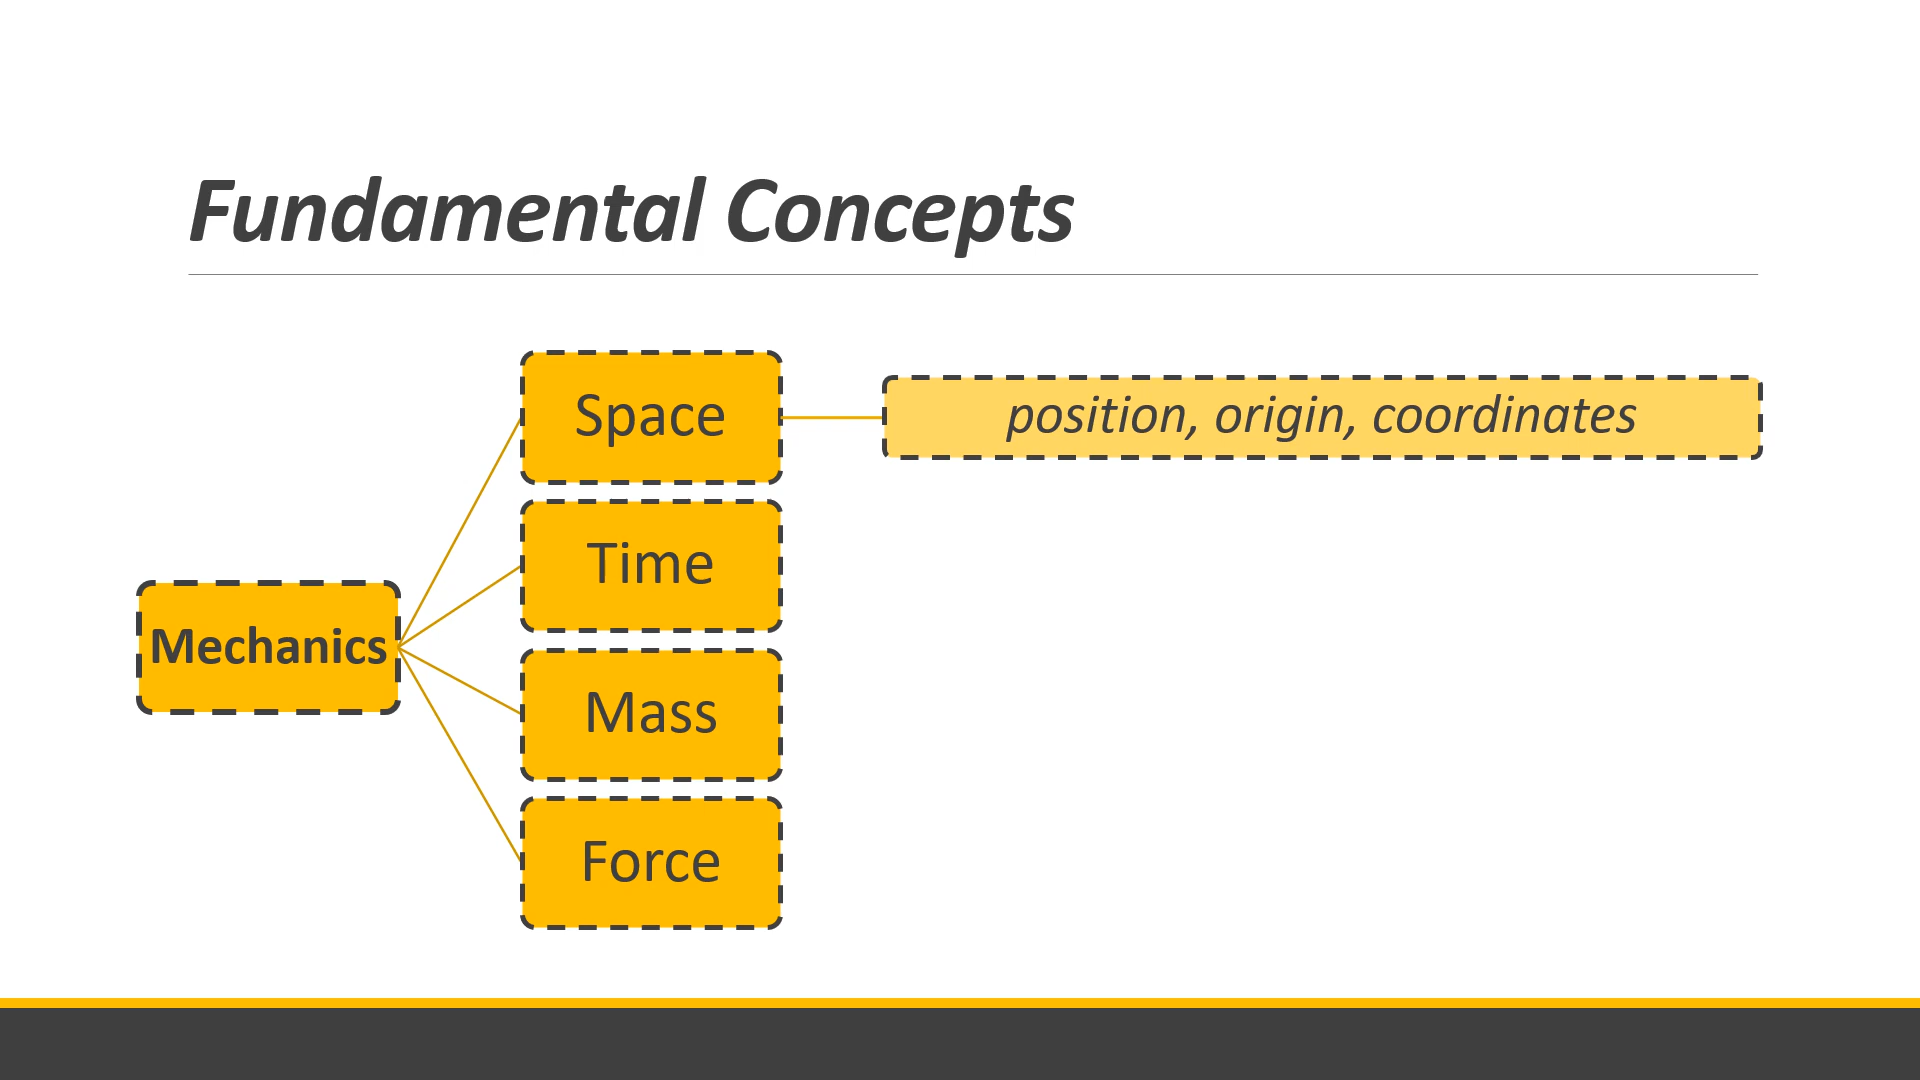 Fundamental Concepts
Space
position, origin, coordinates
Time
Mechanics
Mass
Force